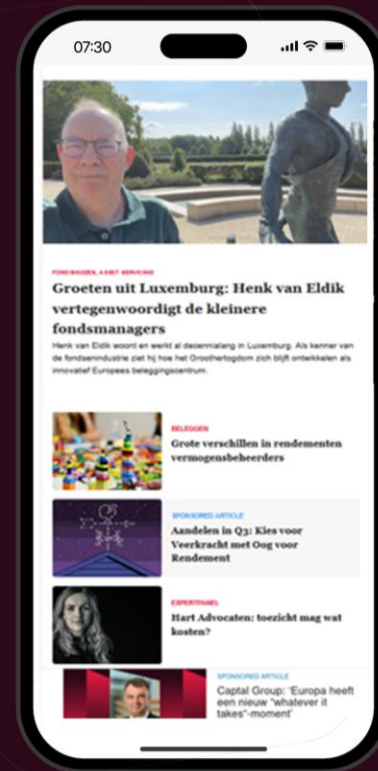 07:30
FONDSHUIZEN, ASSET SERVICING
Groeten uit Luxemburg: Henk van Eldik
vertegenwoordigt de kleinere
fondsmanagers
Henk van Eldik woont en werkt al decennialang in Luxemburg. Als kenner van
de fondsenindustrie ziet hij hoe het Groothertogdom zich blijft ontwikkelen als
innovatief Europees beleggingscentrum.
BELEGGEN
Grote verschillen in rendementen
vermogensbeheerders
SPONSORED ARTICLE
Aandelen in Q3: Kies voor
Veerkracht met Oog voor
Rendement
EXPERTPANEL
Hart Advocaten: toezicht mag wat
kosten?
SPONSORED ARTICLE
Captal Group: 'Europa heeft
een nieuw "whatever it
takes"-moment'